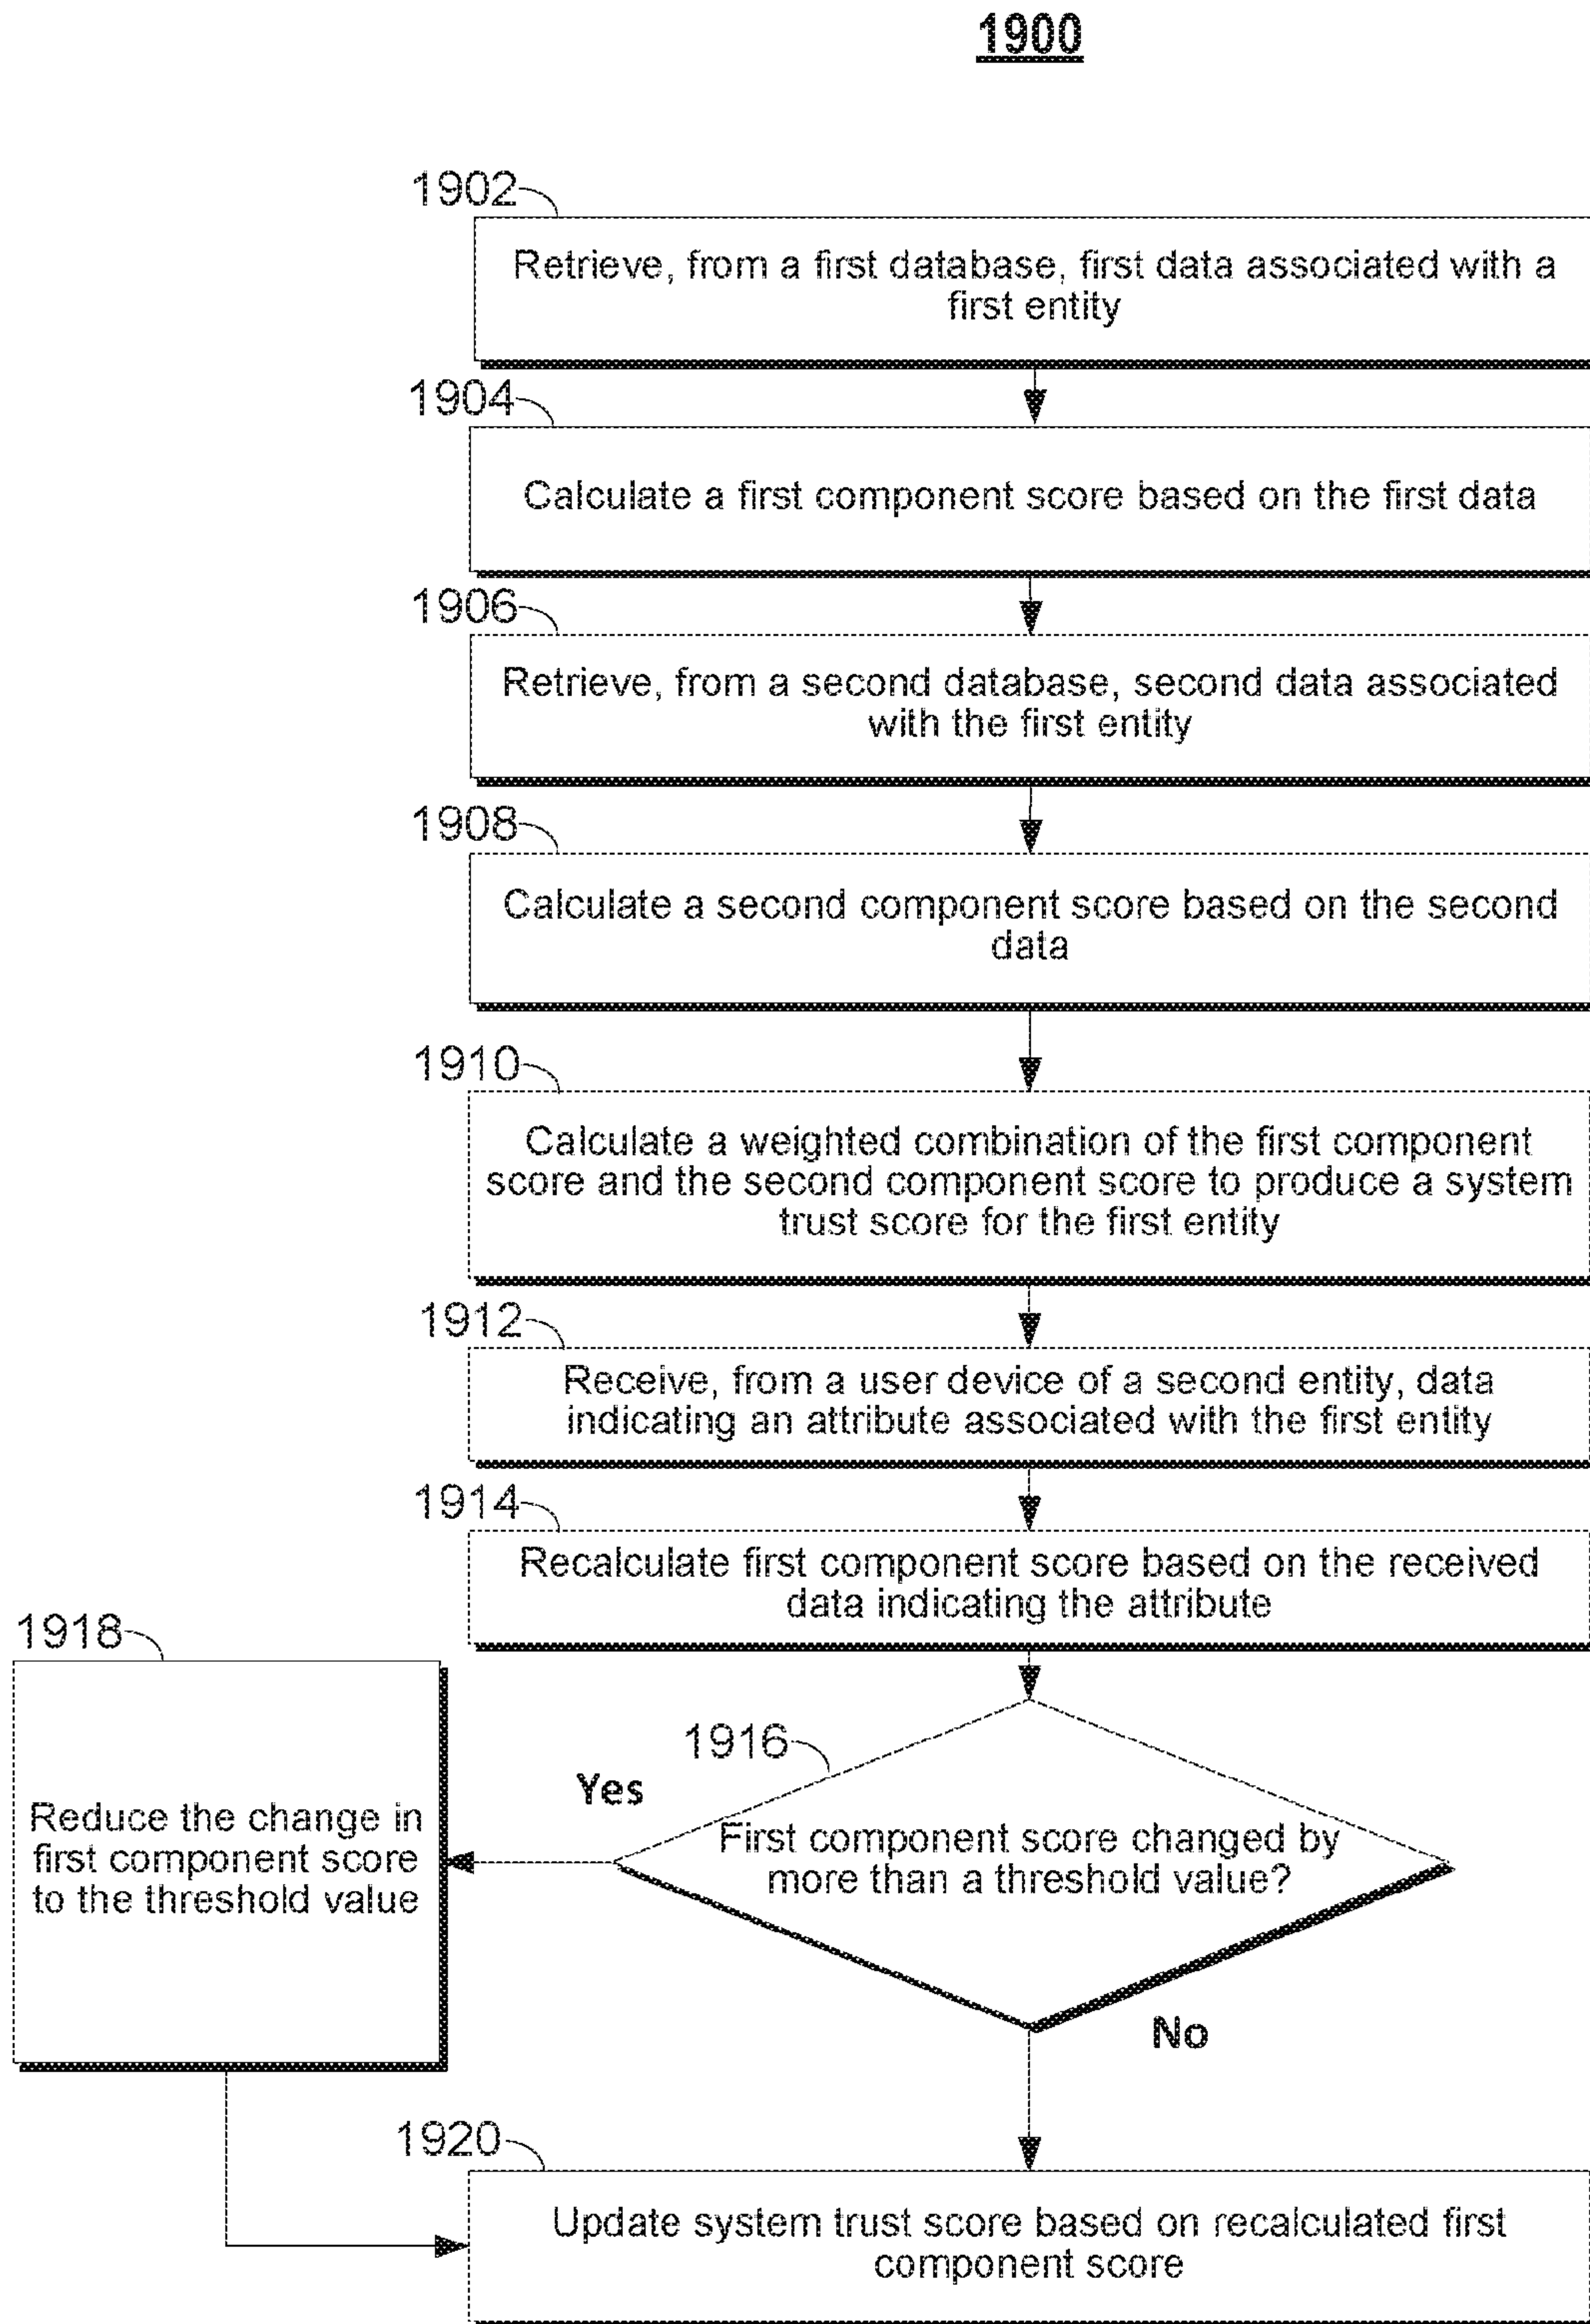 1900
1902
Retrieve, from a first database, first data associated with a
first entity
1904
Calculate a first component score based on the first data
1906
Retrieve, from a second database, second data associated
with the first entity
1908
Calculate a second component score based on the second
data
1910
Calculate a weighted combination of the first component
score and the second component score to produce a system
trust score for the first entity
1912
Receive, from a user device of a second entity, data
indicating an attribute associated with the first entity
1914
Recalculate first component score based on the received
data indicating the attribute
1916
First component score changed by
more than a threshold value?
Yes
1918
Reduce the change in
first component score
to the threshold value
No
1920
Update system trust score based on recalculated first
component score